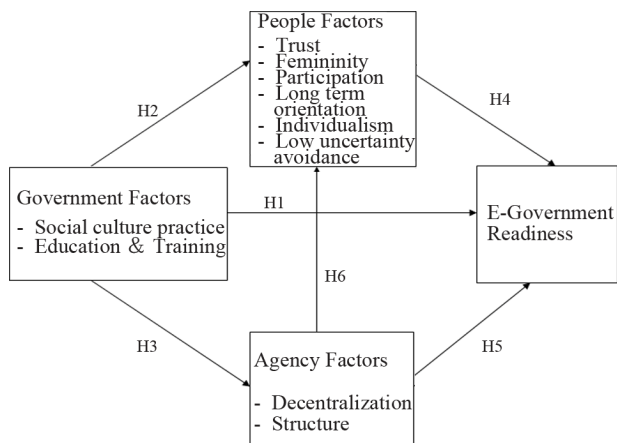 People Factors
- Trust
- Femininity
- Participation
- Long term
orientation
- Individualism
- Low uncertainty
avoidance
H2
H4
Government Factors
- Social culture practice
- Education & Training
H1
E-Government
Readiness
H6
H3
H5
Agency Factors
- Decentralization
- Structure